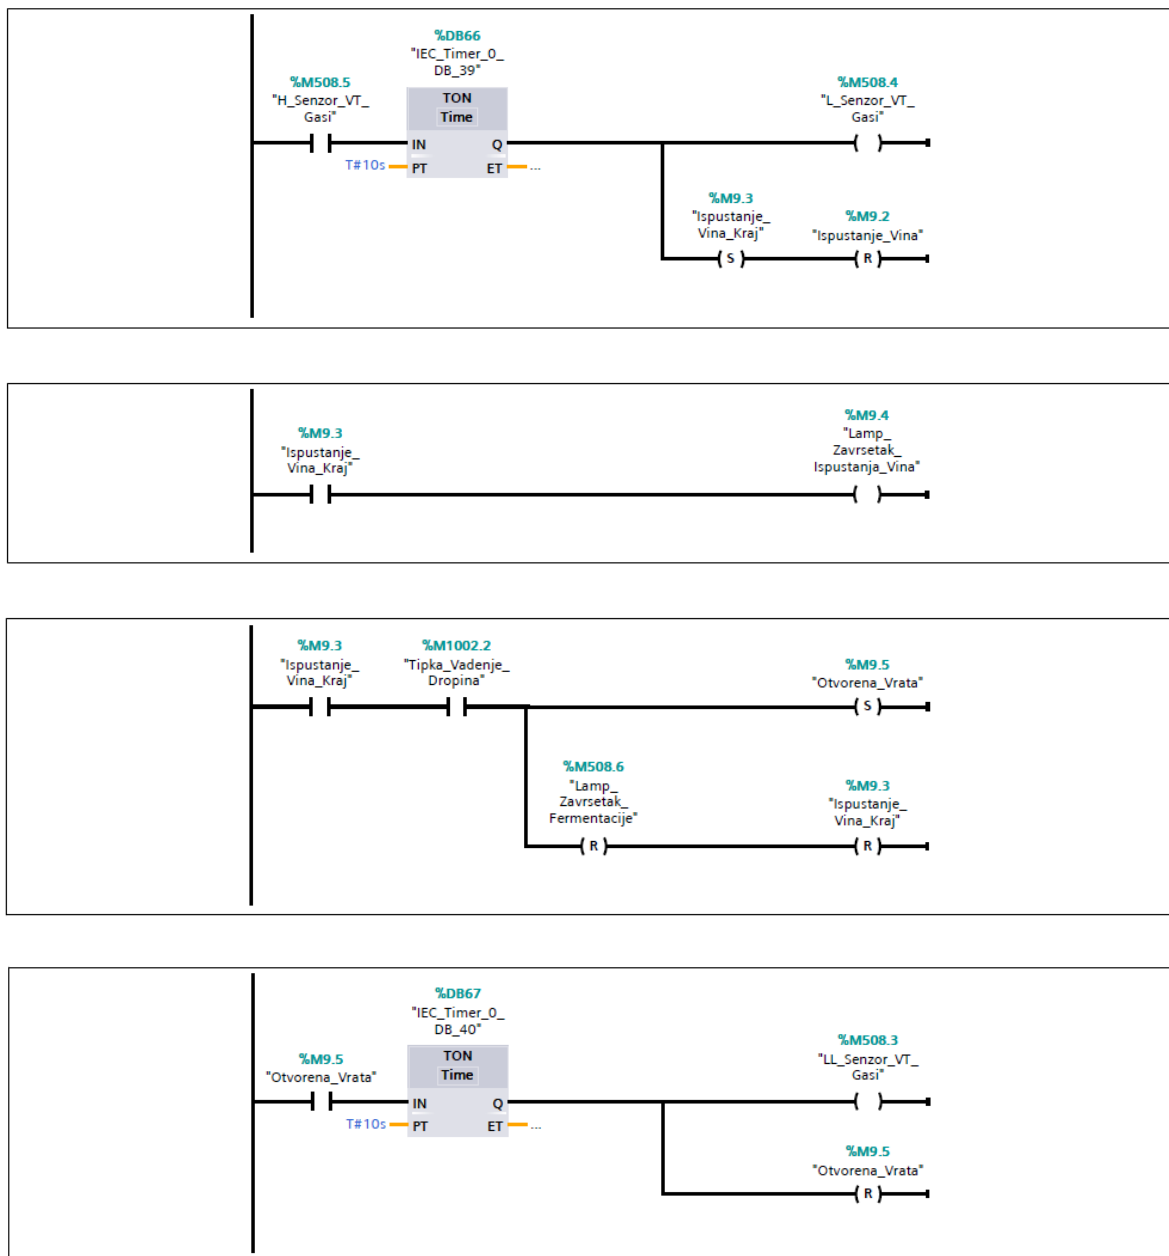 %DB66
"IEC_Timer_0_
DB_39"
%M508.5
"H_Senzor_VT_
Gasi"
TON
Time
%M508.4
"L_Senzor_VT_
Gasi"
IN
Q
T#10s
PT
ET
...
%M9.3
"Ispustanje_
Vina_Kraj"
%M9.2
"Ispustanje_Vina"
( S )
( R )
%M9.3
"Ispustanje_
Vina_Kraj"
%M9.4
"Lamp_
Zavrsetak_
Ispustanja_Vina"
%M9.3
"Ispustanje_
Vina_Kraj"
%M1002.2
"Tipka_Vadenje_
Dropina"
%M9.5
"Otvorena_Vrata"
( S )
%M508.6
"Lamp_
Zavrsetak_
Fermentacije"
%M9.3
"Ispustanje_
Vina_Kraj"
( R )
( R )
%DB67
"IEC_Timer_0_
DB_40"
%M9.5
"Otvorena_Vrata"
TON
Time
%M508.3
"LL_Senzor_VT_
Gasi"
IN
Q
T#10s
PT
ET
...
%M9.5
"Otvorena_Vrata"
( R )